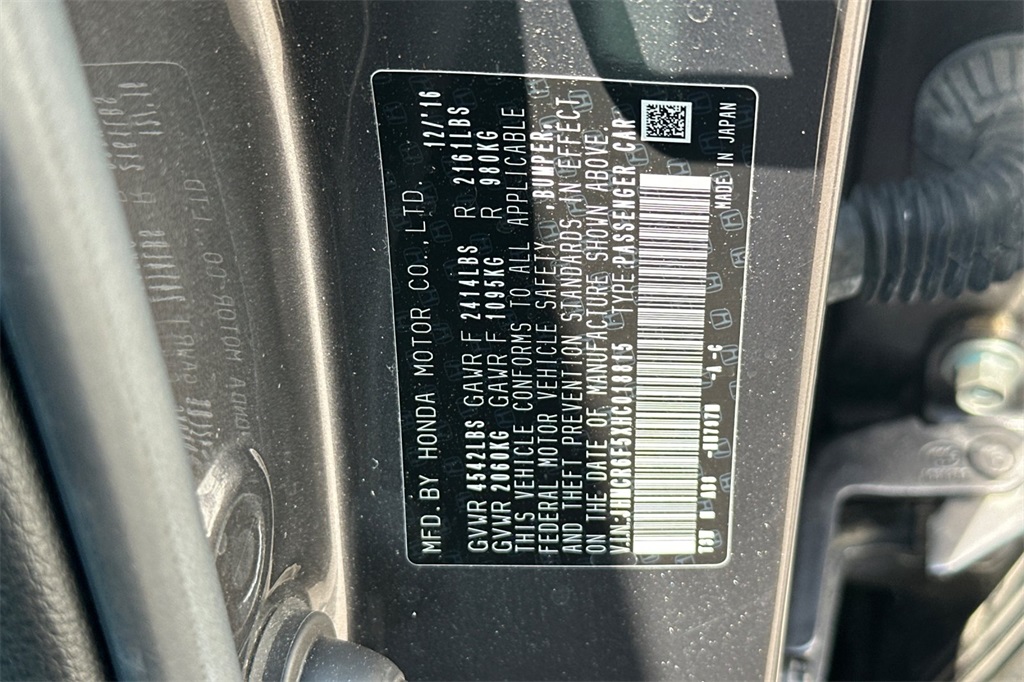 MFD. BY HONDA MOTOR CO., LTD. 12/'16
GVWR 4542LBS GAWR F 2414LBS R 2161LBS
GVWR 2060KG GAWR F 1095KG R 980KG
THIS VEHICLE CONFORMS TO ALL APPLICABLE
FEDERAL MOTOR VEHICLE SAFETY, BUMPER,
AND THEFT PREVENTION STANDARDS IN EFFECT
ON THE DATE OF MANUFACTURE SHOWN ABOVE.
VIN: JHMCR6F5XHC018815 TYPE: PASSENGER CAR
-A -C
MADE IN JAPAN